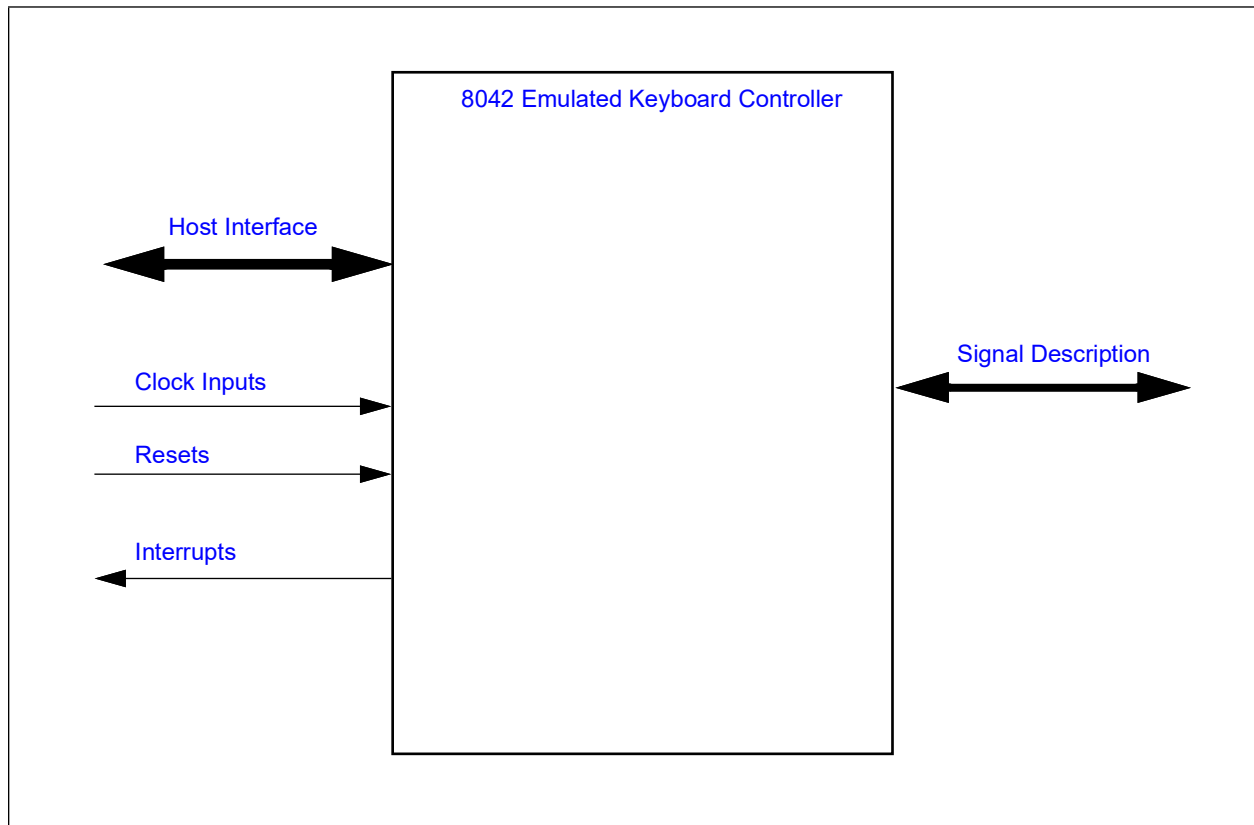 8042 Emulated Keyboard Controller
Host Interface
Signal Description
Clock Inputs
Resets
Interrupts